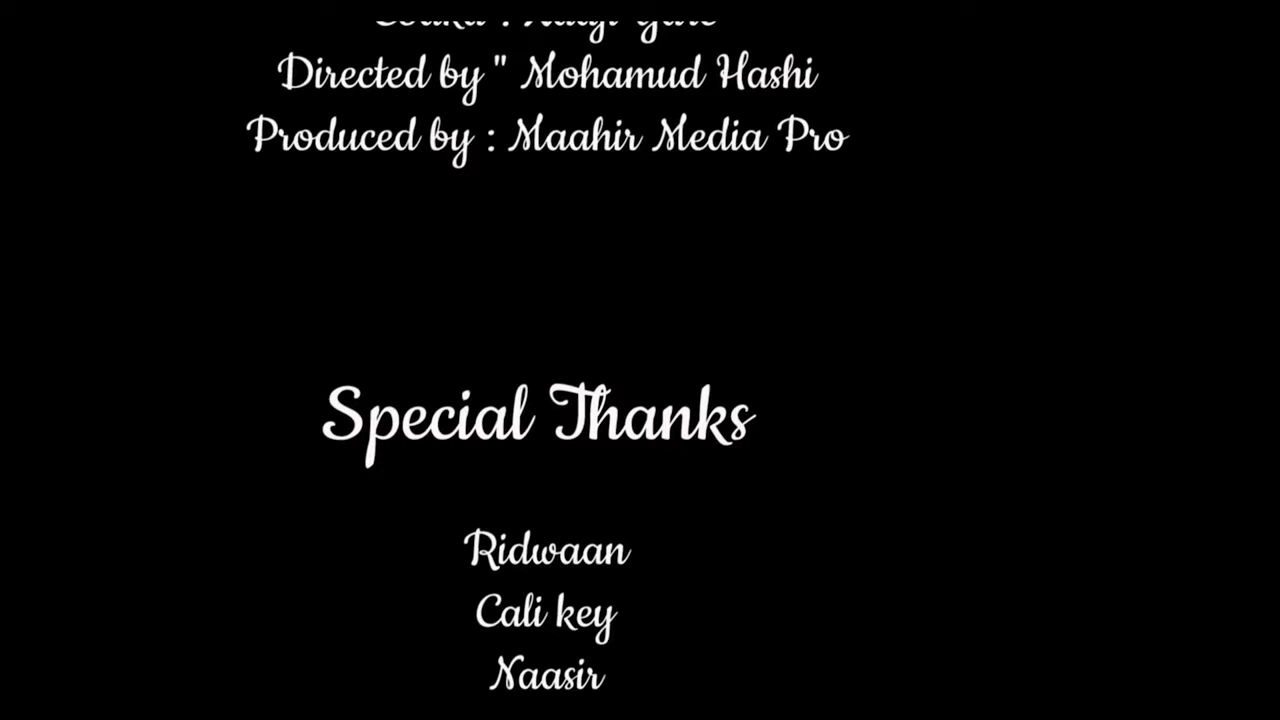 Directed by " Mohamud Hashi
Produced by : Maahir Media Pro
Special Thanks
Ridwaan
Cali key
Naasir